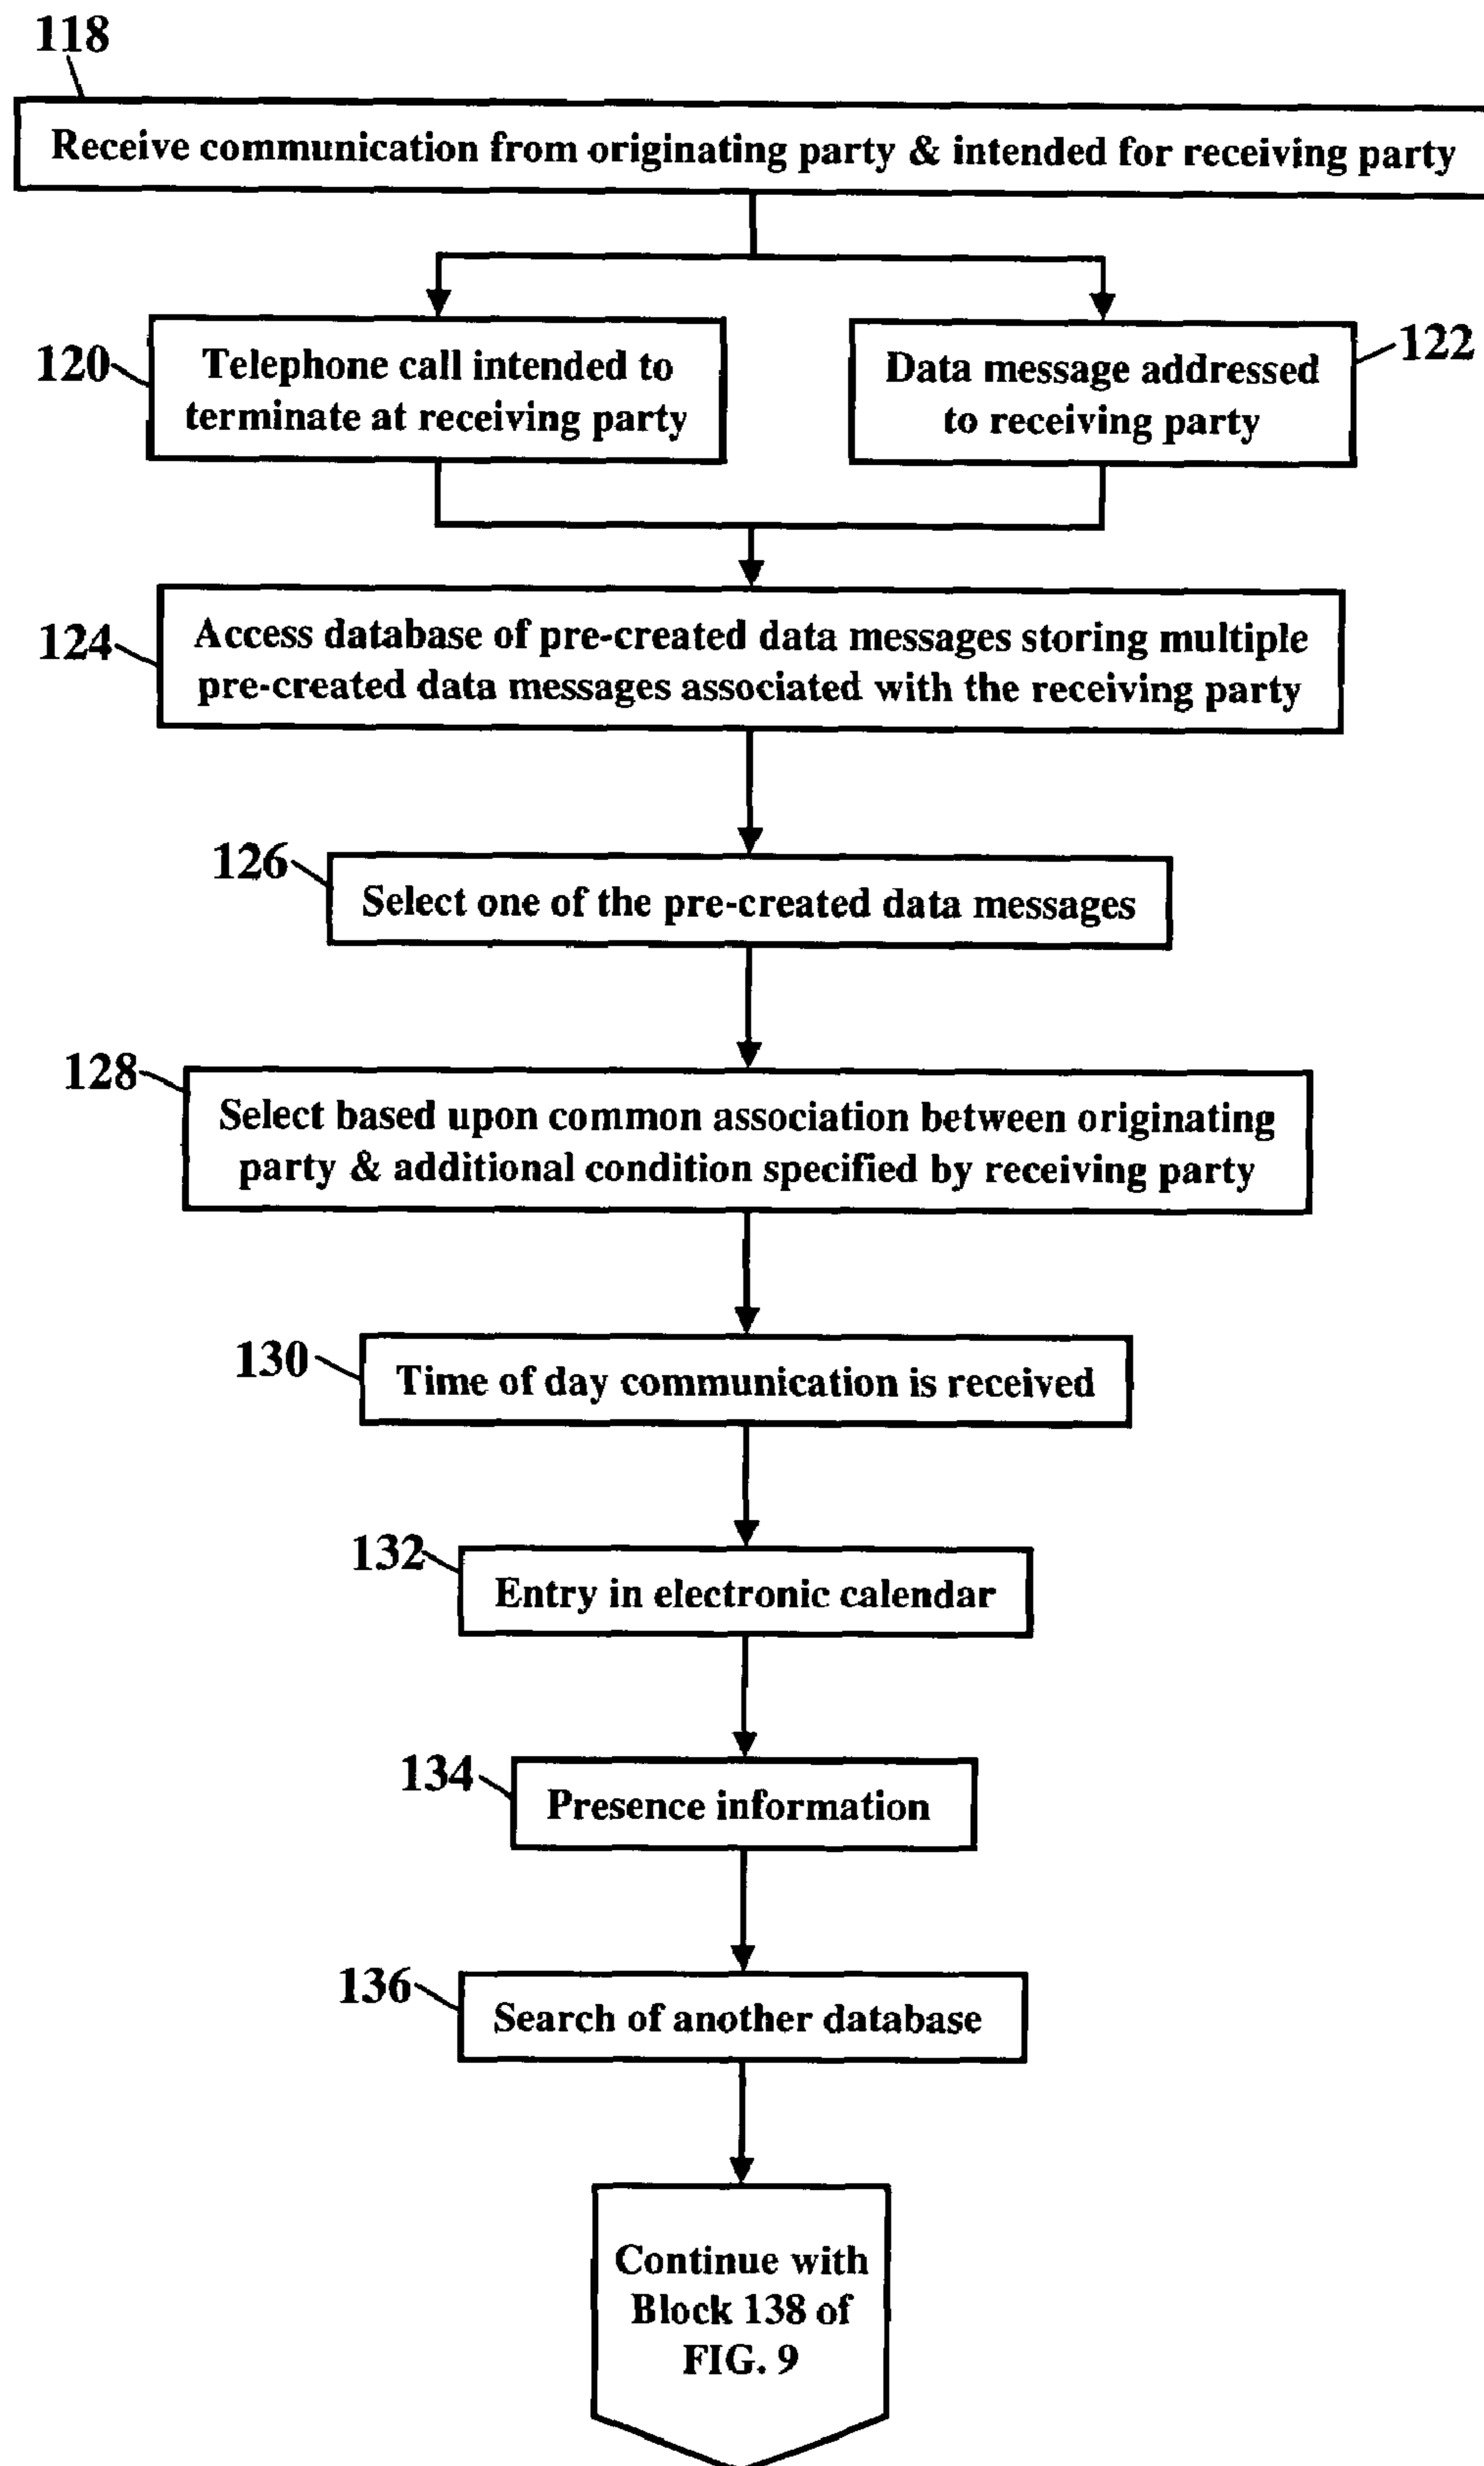 118
Receive communication from originating party & intended for receiving party
120
Telephone call intended to
terminate at receiving party
122
Data message addressed
to receiving party
124
Access database of pre-created data messages storing multiple
pre-created data messages associated with the receiving party
126
Select one of the pre-created data messages
128
Select based upon common association between originating
party & additional condition specified by receiving party
130
Time of day communication is received
132
Entry in electronic calendar
134
Presence information
136
Search of another database
Continue with
Block 138 of
FIG. 9